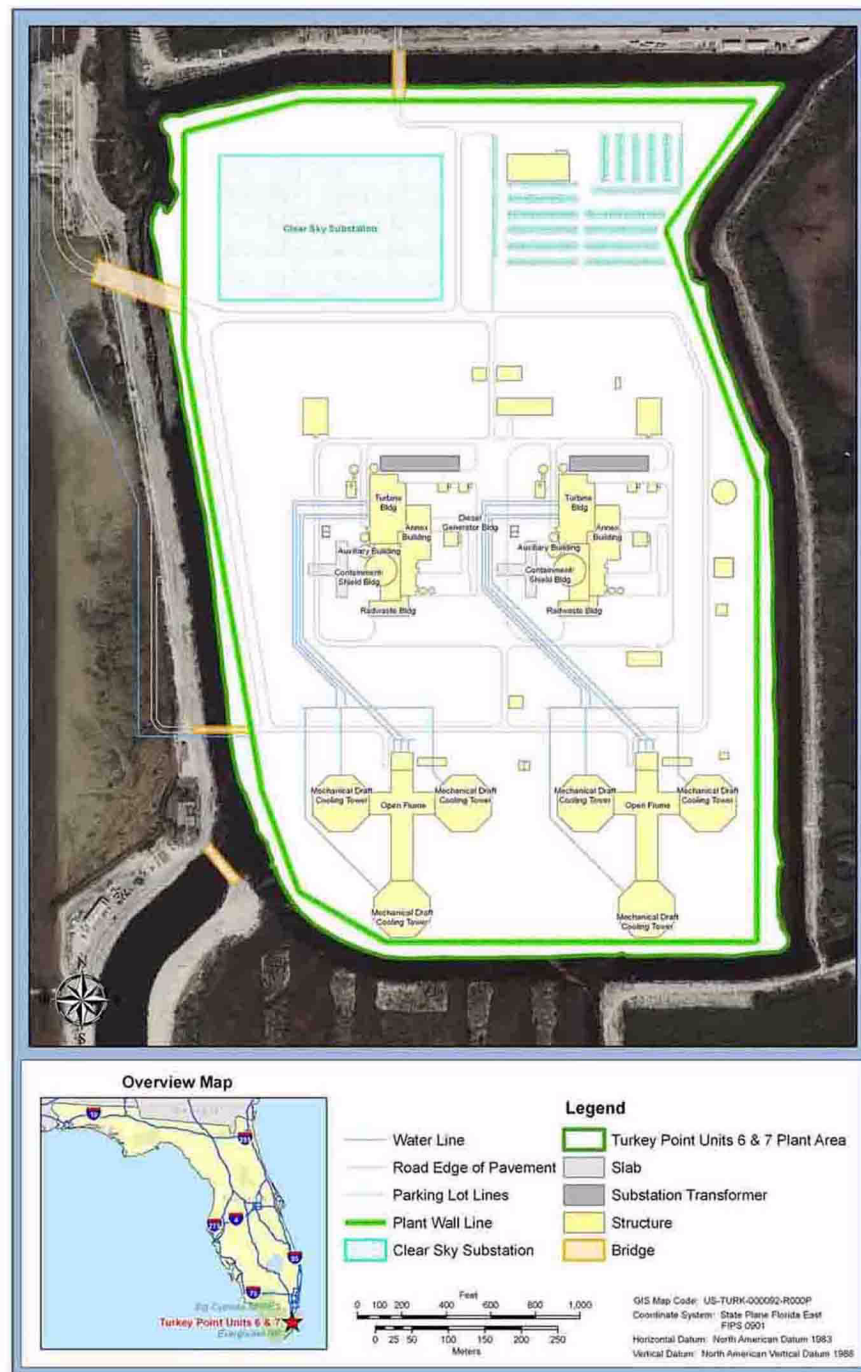 Clear Sky Substation
Turbine
Bldg
Annex
Building
Diesel
Generator Bldg
Auxiliary Building
Containment/
Shield Bldg
Radwaste Bldg
Turbine
Bldg
Annex
Building
Auxiliary Building
Containment/
Shield Bldg
Radwaste Bldg
Mechanical Draft
Cooling Tower
Open Flume
Mechanical Draft
Cooling Tower
Mechanical Draft
Cooling Tower
Mechanical Draft
Cooling Tower
Open Flume
Mechanical Draft
Cooling Tower
Mechanical Draft
Cooling Tower
N
S
Overview Map
10
4
95
75
Big Cypress
Turkey Point Units 6 & 7
Everglades
Water Line
Road Edge of Pavement
Parking Lot Lines
Plant Wall Line
Clear Sky Substation
Legend
Turkey Point Units 6 & 7 Plant Area
Slab
Substation Transformer
Structure
Bridge
Feet
0 100 200 400 600 800 1,000
0 25 50 100 150 200 250
Meters
GIS Map Code: US-TURK-000092-R000P
Coordinate System: State Plane Florida East
FIPS 0901
Horizontal Datum: North American Datum 1983
Vertical Datum: North American Vertical Datum 1988